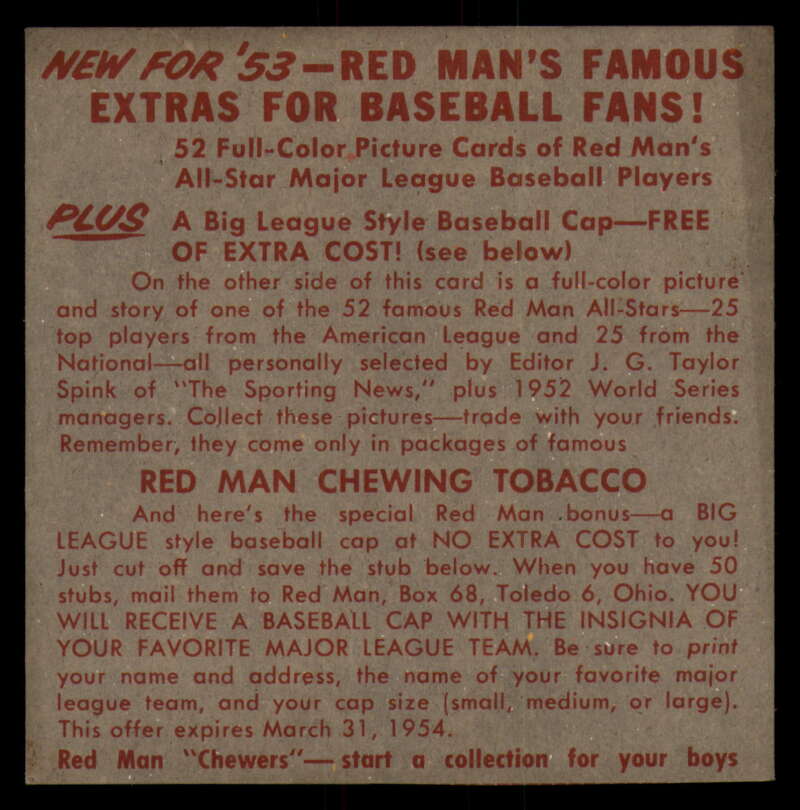 NEW FOR '53—RED MAN'S FAMOUS
EXTRAS FOR BASEBALL FANS!
52 Full-Color Picture Cards of Red Man's
All-Star Major League Baseball Players
PLUS A Big League Style Baseball Cap—FREE
OF EXTRA COST! (see below)
On the other side of this card is a full-color picture
and story of one of the 52 famous Red Man All-Stars—25
top players from the American League and 25 from the
National—all personally selected by Editor J. G. Taylor
Spink of "The Sporting News," plus 1952 World Series
managers. Collect these pictures—trade with your friends.
Remember, they come only in packages of famous
RED MAN CHEWING TOBACCO
And here's the special Red Man bonus—a BIG
LEAGUE style baseball cap at NO EXTRA COST to you!
Just cut off and save the stub below. When you have 50
stubs, mail them to Red Man, Box 68, Toledo 6, Ohio. YOU
WILL RECEIVE A BASEBALL CAP WITH THE INSIGNIA OF
YOUR FAVORITE MAJOR LEAGUE TEAM. Be sure to print
your name and address, the name of your favorite major
league team, and your cap size (small, medium, or large).
This offer expires March 31, 1954.
Red Man "Chewers"—start a collection for your boys